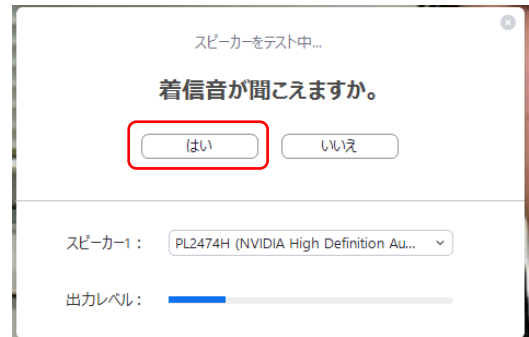 スピーカーをテスト中...
着信音が聞こえますか。
はい
いいえ
スピーカー1：
PL2474H (NVIDIA High Definition Au...
出力レベル：